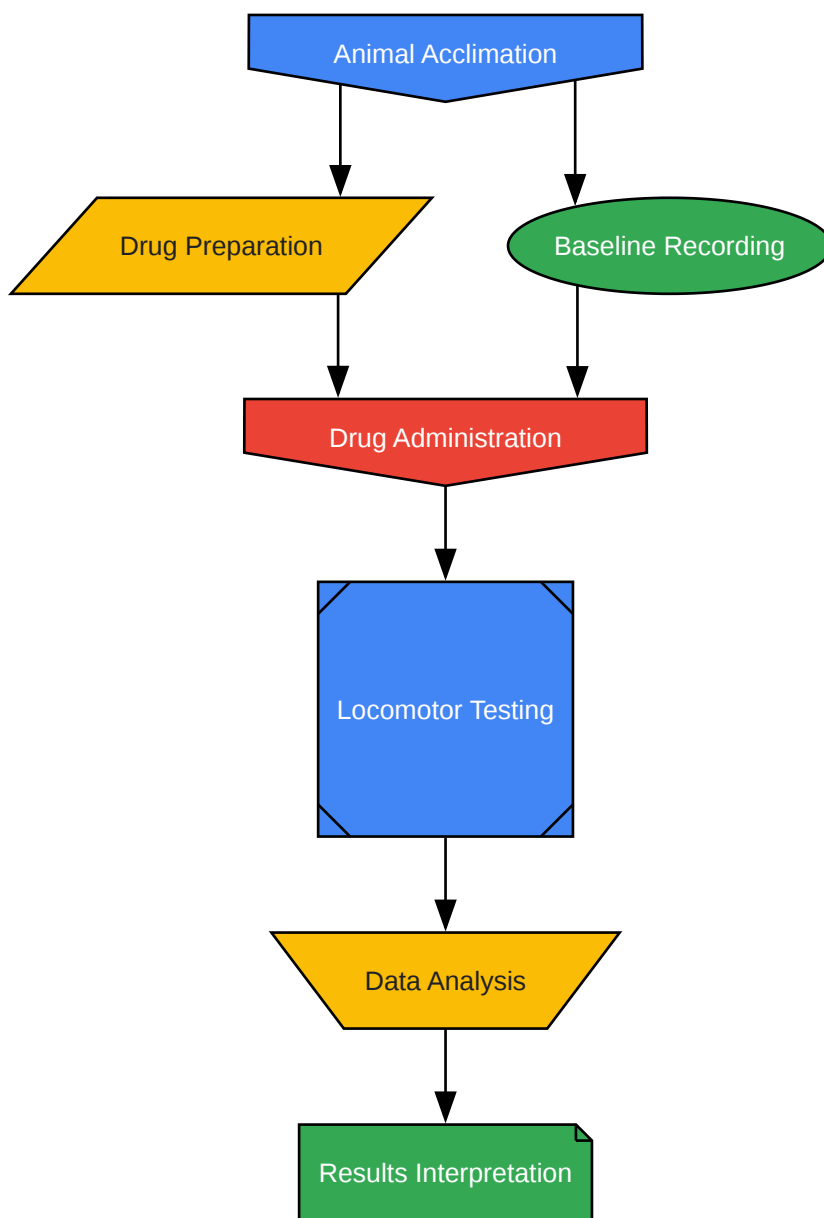 Animal Acclimation
Drug Preparation
Baseline Recording
Drug Administration
Locomotor Testing
Data Analysis
Results Interpretation